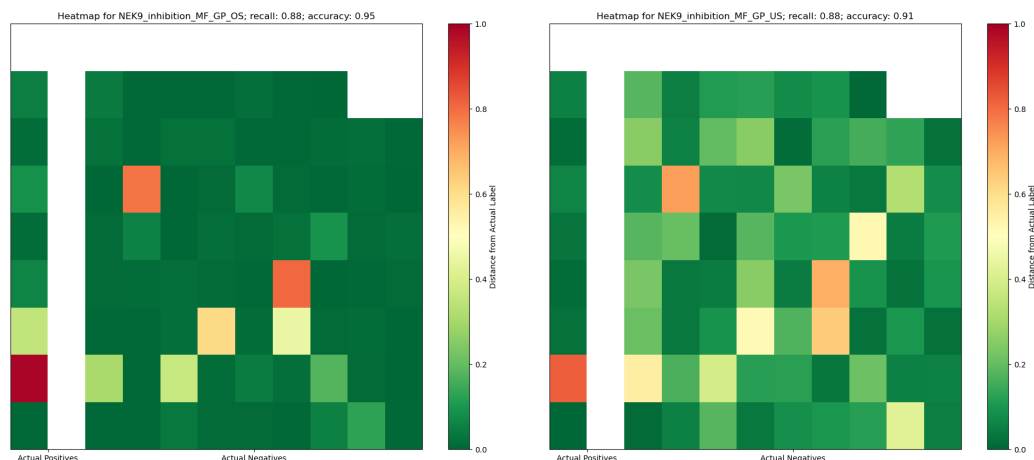 Heatmap for NEK9_inhibition_MF_GP_OS; recall: 0.88; accuracy: 0.95
1.0
0.8
0.6
0.4
0.2
0.0
Distance from Actual Label
Actual Positives
Actual Negatives
Heatmap for NEK9_inhibition_MF_GP_US; recall: 0.88; accuracy: 0.91
1.0
0.8
0.6
0.4
0.2
0.0
Distance from Actual Label
Actual Positives
Actual Negatives